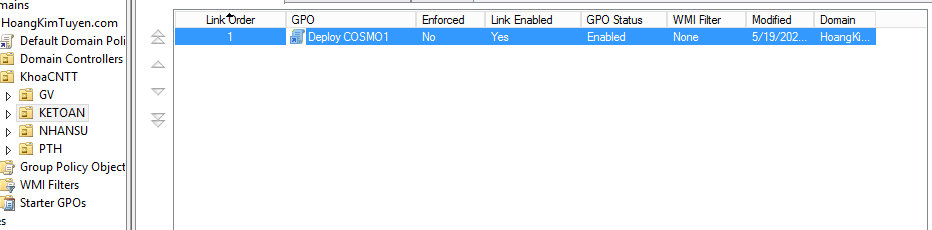 mains
HoangKimTuyen.com
Default Domain Poli
Domain Controllers
KhoaCNTT
GV
KETOAN
NHANSU
PTH
Group Policy Object
WMI Filters
Starter GPOs
es
Link Order GPO Enforced Link Enabled GPO Status WMI Filter Modified Domain
1 Deploy COSMO1 No Yes Enabled None 5/19/202... HoangKi...